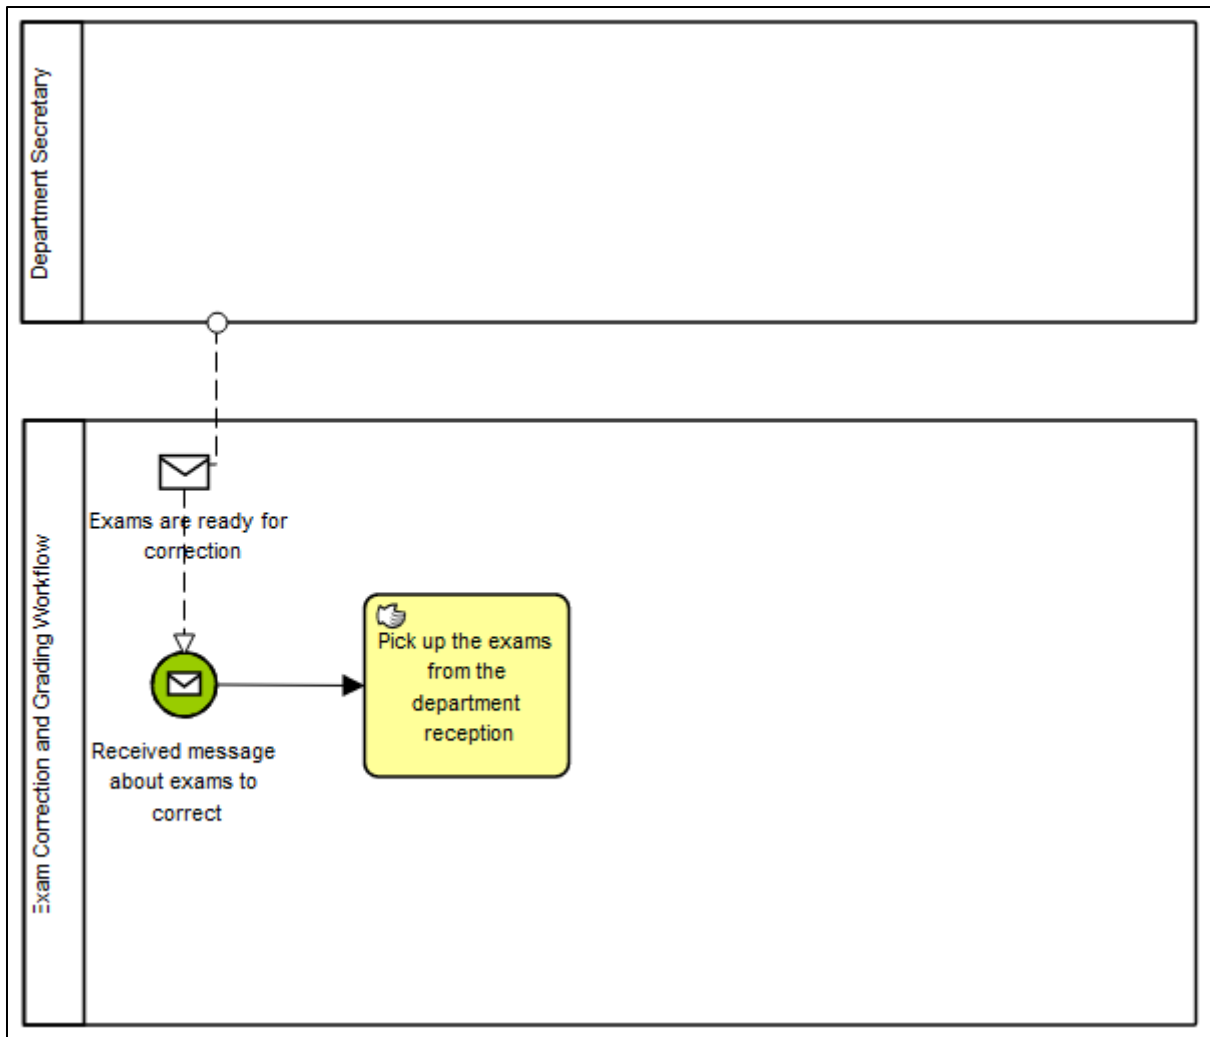 Department Secretary
Exams are ready for
correction
Exam Correction and Grading Workflow
Pick up the exams
from the
department
reception
Received message
about exams to
correct